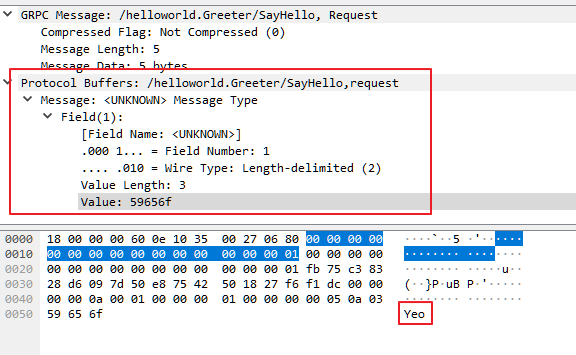 GRPC Message: /helloworld.Greeter/SayHello, Request
Compressed Flag: Not Compressed (0)
Message Length: 5
Message Data: 5 bytes
Protocol Buffers: /helloworld.Greeter/SayHello,request
Message: <UNKNOWN> Message Type
Field(1):
[Field Name: <UNKNOWN>]
.000 1... = Field Number: 1
.... .010 = Wire Type: Length-delimited (2)
Value Length: 3
Value: 59656f
0000 18 00 00 00 60 0e 10 35 00 27 06 80 00 00 00 00 ····`··5 ·'······
0010 00 00 00 00 00 00 00 00 00 00 00 01 00 00 00 00 ········ ········
0020 00 00 00 00 00 00 00 00 00 00 00 01 fb 75 c3 83 ········ ·····u··
0030 28 d6 09 7d 50 e8 75 42 50 18 27 f6 f1 dc 00 00 (··}P·uB P·'·····
0040 00 00 0a 00 01 00 00 00 01 00 00 00 00 05 0a 03 ········ ········
0050 59 65 6f Yeo